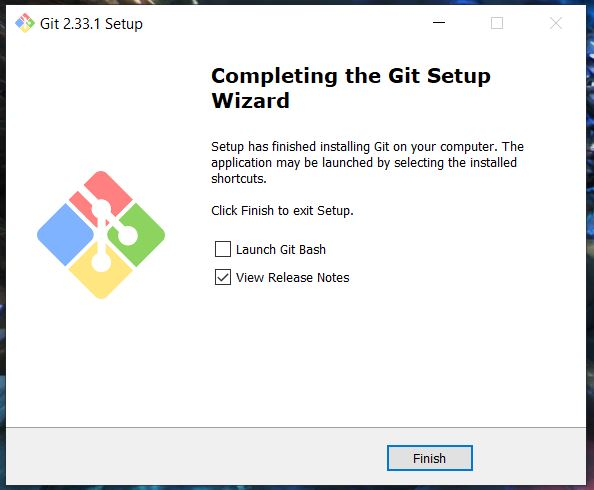 Git 2.33.1 Setup
Completing the Git Setup
Wizard
Setup has finished installing Git on your computer. The
application may be launched by selecting the installed
shortcuts.
Click Finish to exit Setup.
Launch Git Bash
View Release Notes
Finish